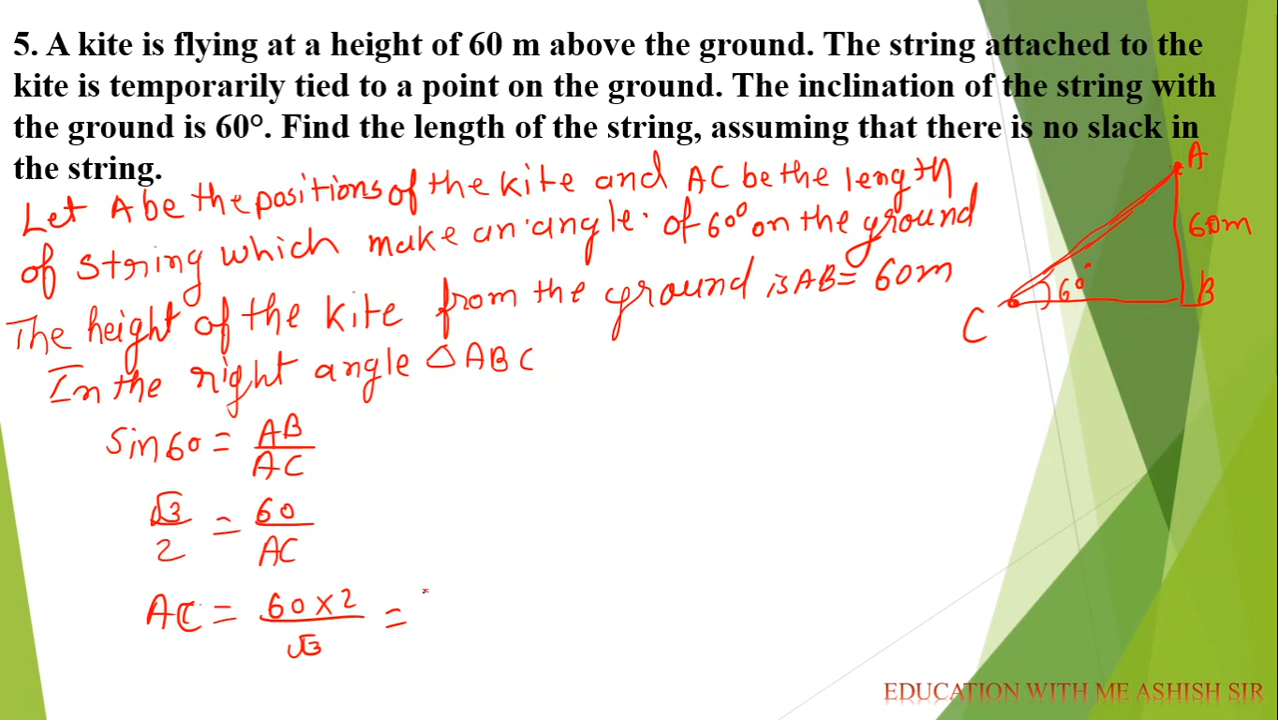 5. A kite is flying at a height of 60 m above the ground. The string attached to the
kite is temporarily tied to a point on the ground. The inclination of the string with
the ground is 60°. Find the length of the string, assuming that there is no slack in
the string.
Let A be the positions of the kite and AC be the length
of string which make an angle of 60° on the ground
The height of the kite from the ground is AB = 60m
In the right angle △ABC
Sin60 = AB/AC
√3/2 = 60/AC
AC = 60×2/√3 =
A
60m
60°
B
C
EDUCATION WITH ME ASHISH SIR